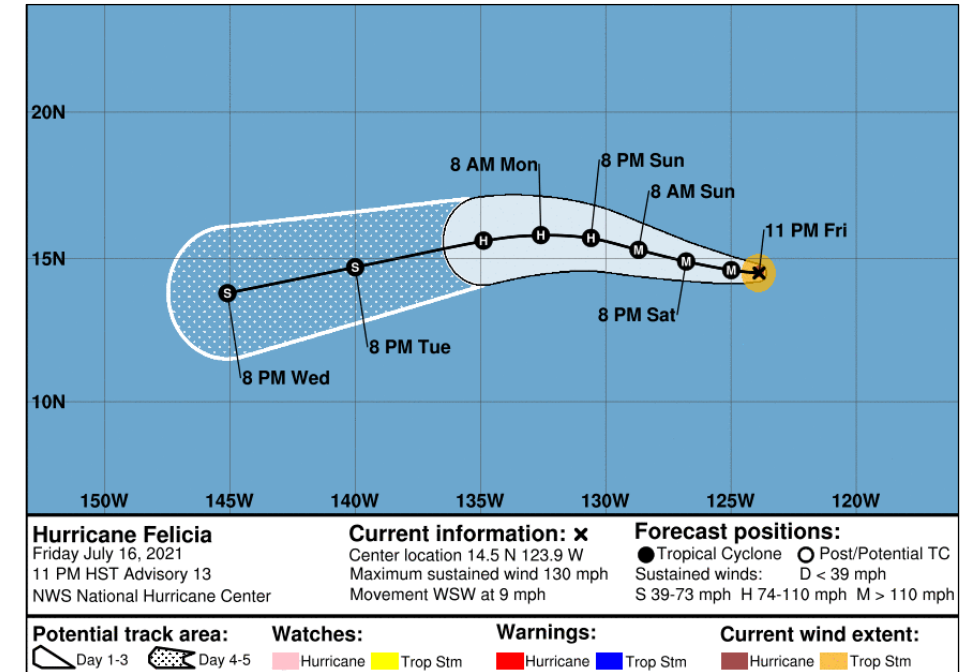 20N
8 AM Mon
8 PM Sun
8 AM Sun
11 PM Fri
15N
S S H H H M M M
8 PM Sat
8 PM Tue
8 PM Wed
10N
150W 145W 140W 135W 130W 125W 120W
Hurricane Felicia
Friday July 16, 2021
11 PM HST Advisory 13
NWS National Hurricane Center
Current information: x
Center location 14.5 N 123.9 W
Maximum sustained wind 130 mph
Movement WSW at 9 mph
Forecast positions:
Tropical Cyclone Post/Potential TC
Sustained winds: D < 39 mph
S 39-73 mph H 74-110 mph M > 110 mph
Potential track area:
Day 1-3 Day 4-5
Watches:
Hurricane Trop Stm
Warnings:
Hurricane Trop Stm
Current wind extent:
Hurricane Trop Stm